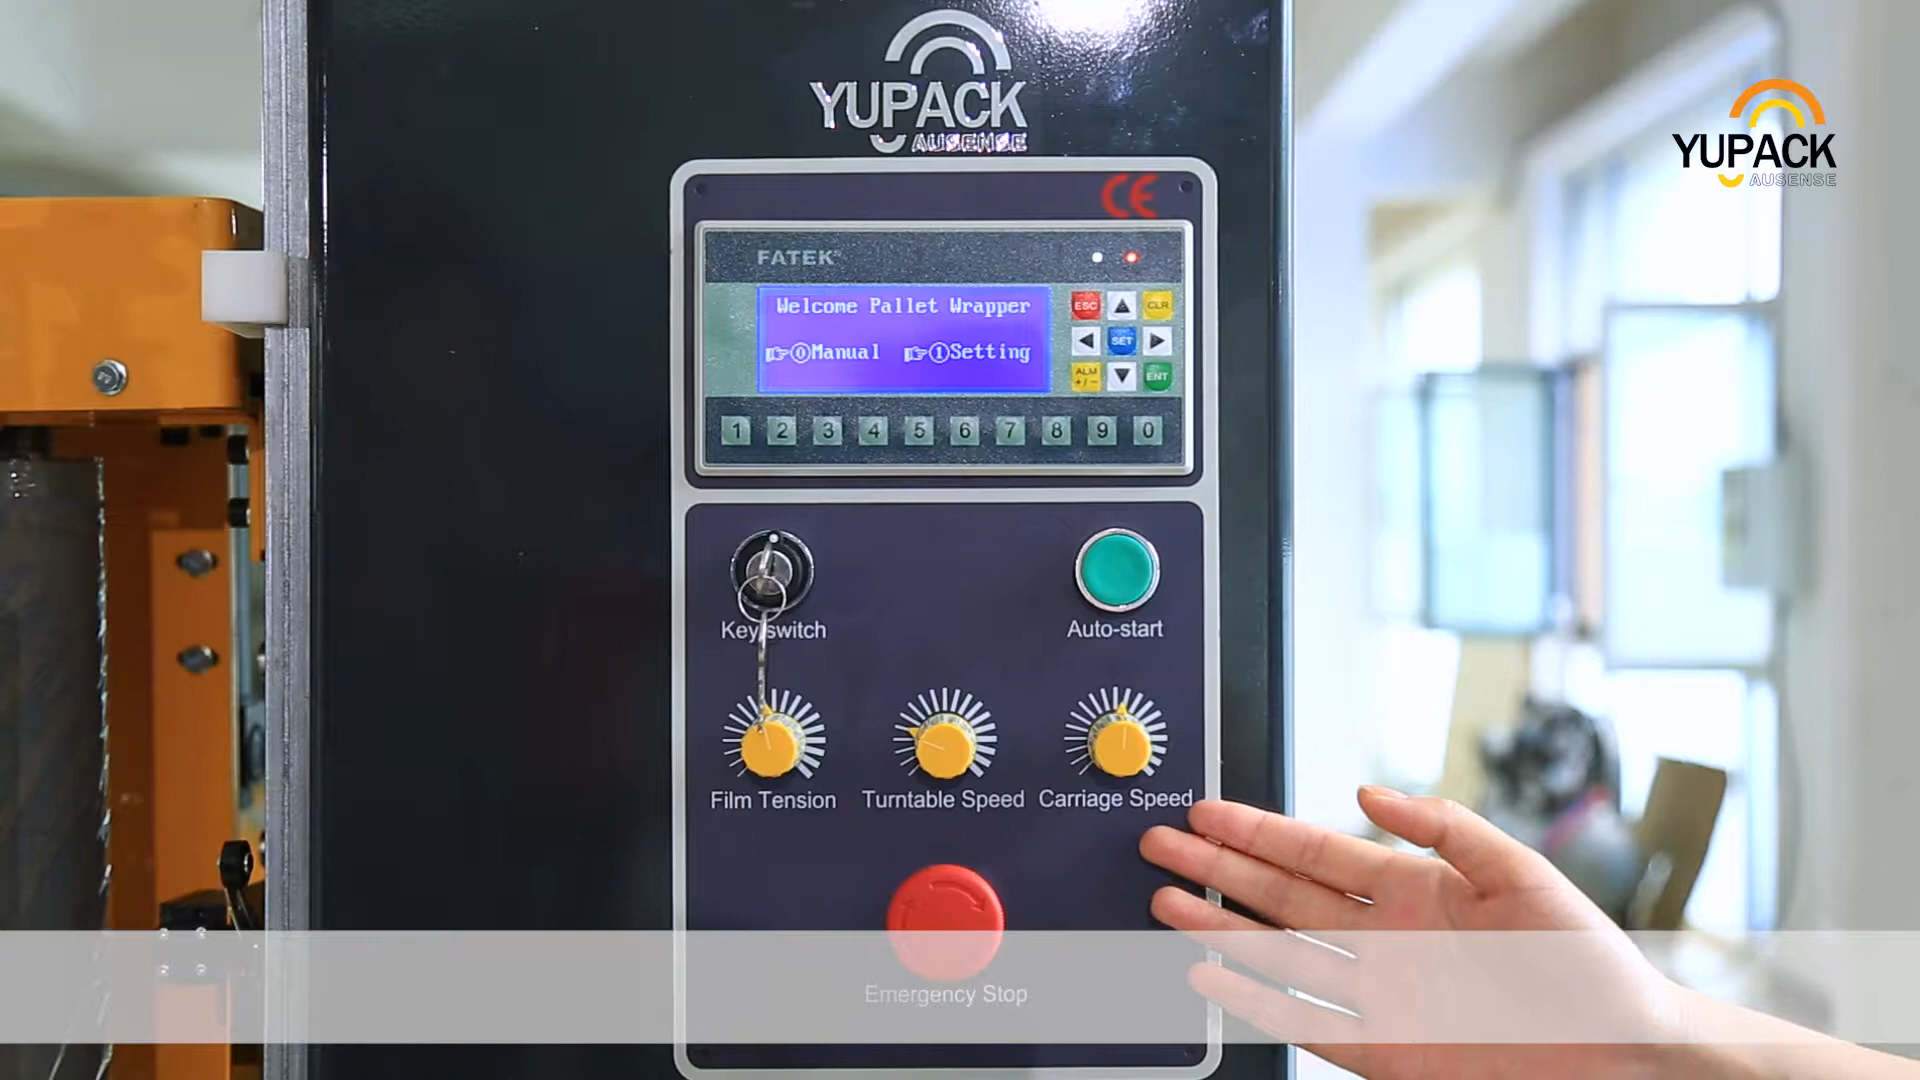 YUPACK
AUSENSE
YUPACK
AUSENSE
CE
FATEK
Welcome Pallet Wrapper
⓪Manual ①Setting
ESC CLR
SET
ALM
+/− ENT
1 2 3 4 5 6 7 8 9 0
Key switch Auto-start
Film Tension Turntable Speed Carriage Speed
Emergency Stop